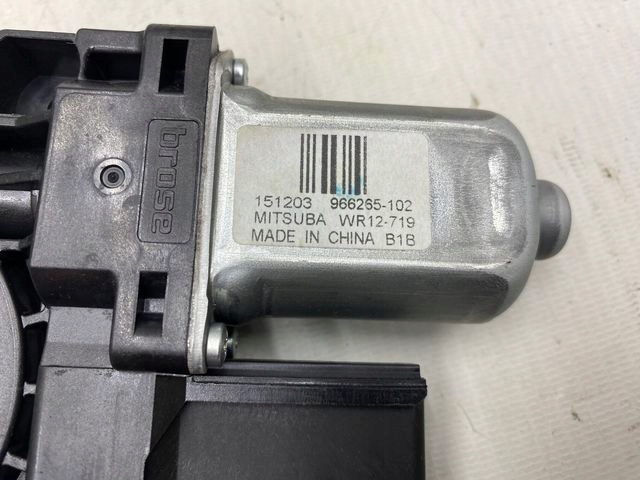 brose
151203 966265-102
MITSUBA WR12-719
MADE IN CHINA B1B